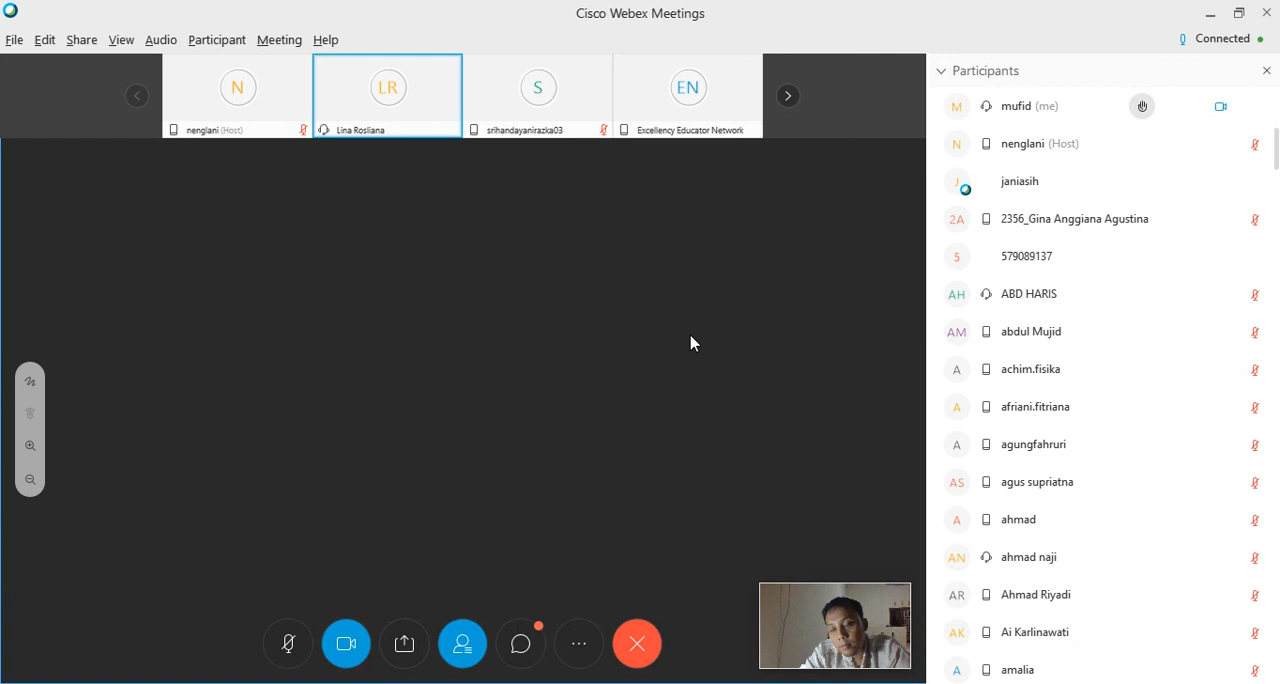 Cisco Webex Meetings
File Edit Share View Audio Participant Meeting Help
Connected
N
nenglani (Host)
LR
Lina Rosliana
S
srihandayanirazka03
EN
Excellency Educator Network
Participants
M mufid (me)
N nenglani (Host)
J janiasih
2A 2356_Gina Anggiana Agustina
5 579089137
AH ABD HARIS
AM abdul Mujid
A achim.fisika
A afriani.fitriana
A agungfahruri
AS agus supriatna
A ahmad
AN ahmad naji
AR Ahmad Riyadi
AK Ai Karlinawati
A amalia